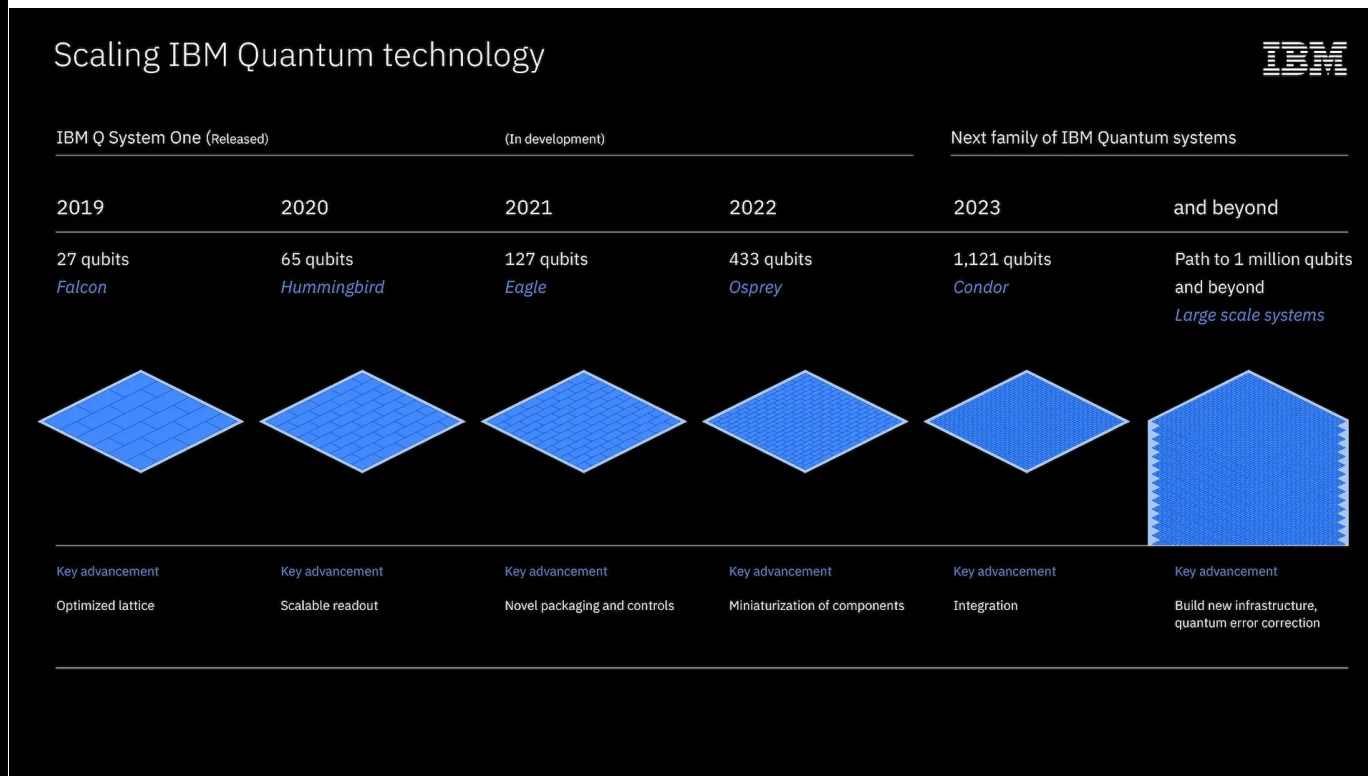 Scaling IBM Quantum technology
IBM
IBM Q System One (Released)
(In development)
Next family of IBM Quantum systems
2019
2020
2021
2022
2023
and beyond
27 qubits
65 qubits
127 qubits
433 qubits
1,121 qubits
Path to 1 million qubits
and beyond
Falcon
Hummingbird
Eagle
Osprey
Condor
Large scale systems
Key advancement
Key advancement
Key advancement
Key advancement
Key advancement
Key advancement
Optimized lattice
Scalable readout
Novel packaging and controls
Miniaturization of components
Integration
Build new infrastructure,
quantum error correction